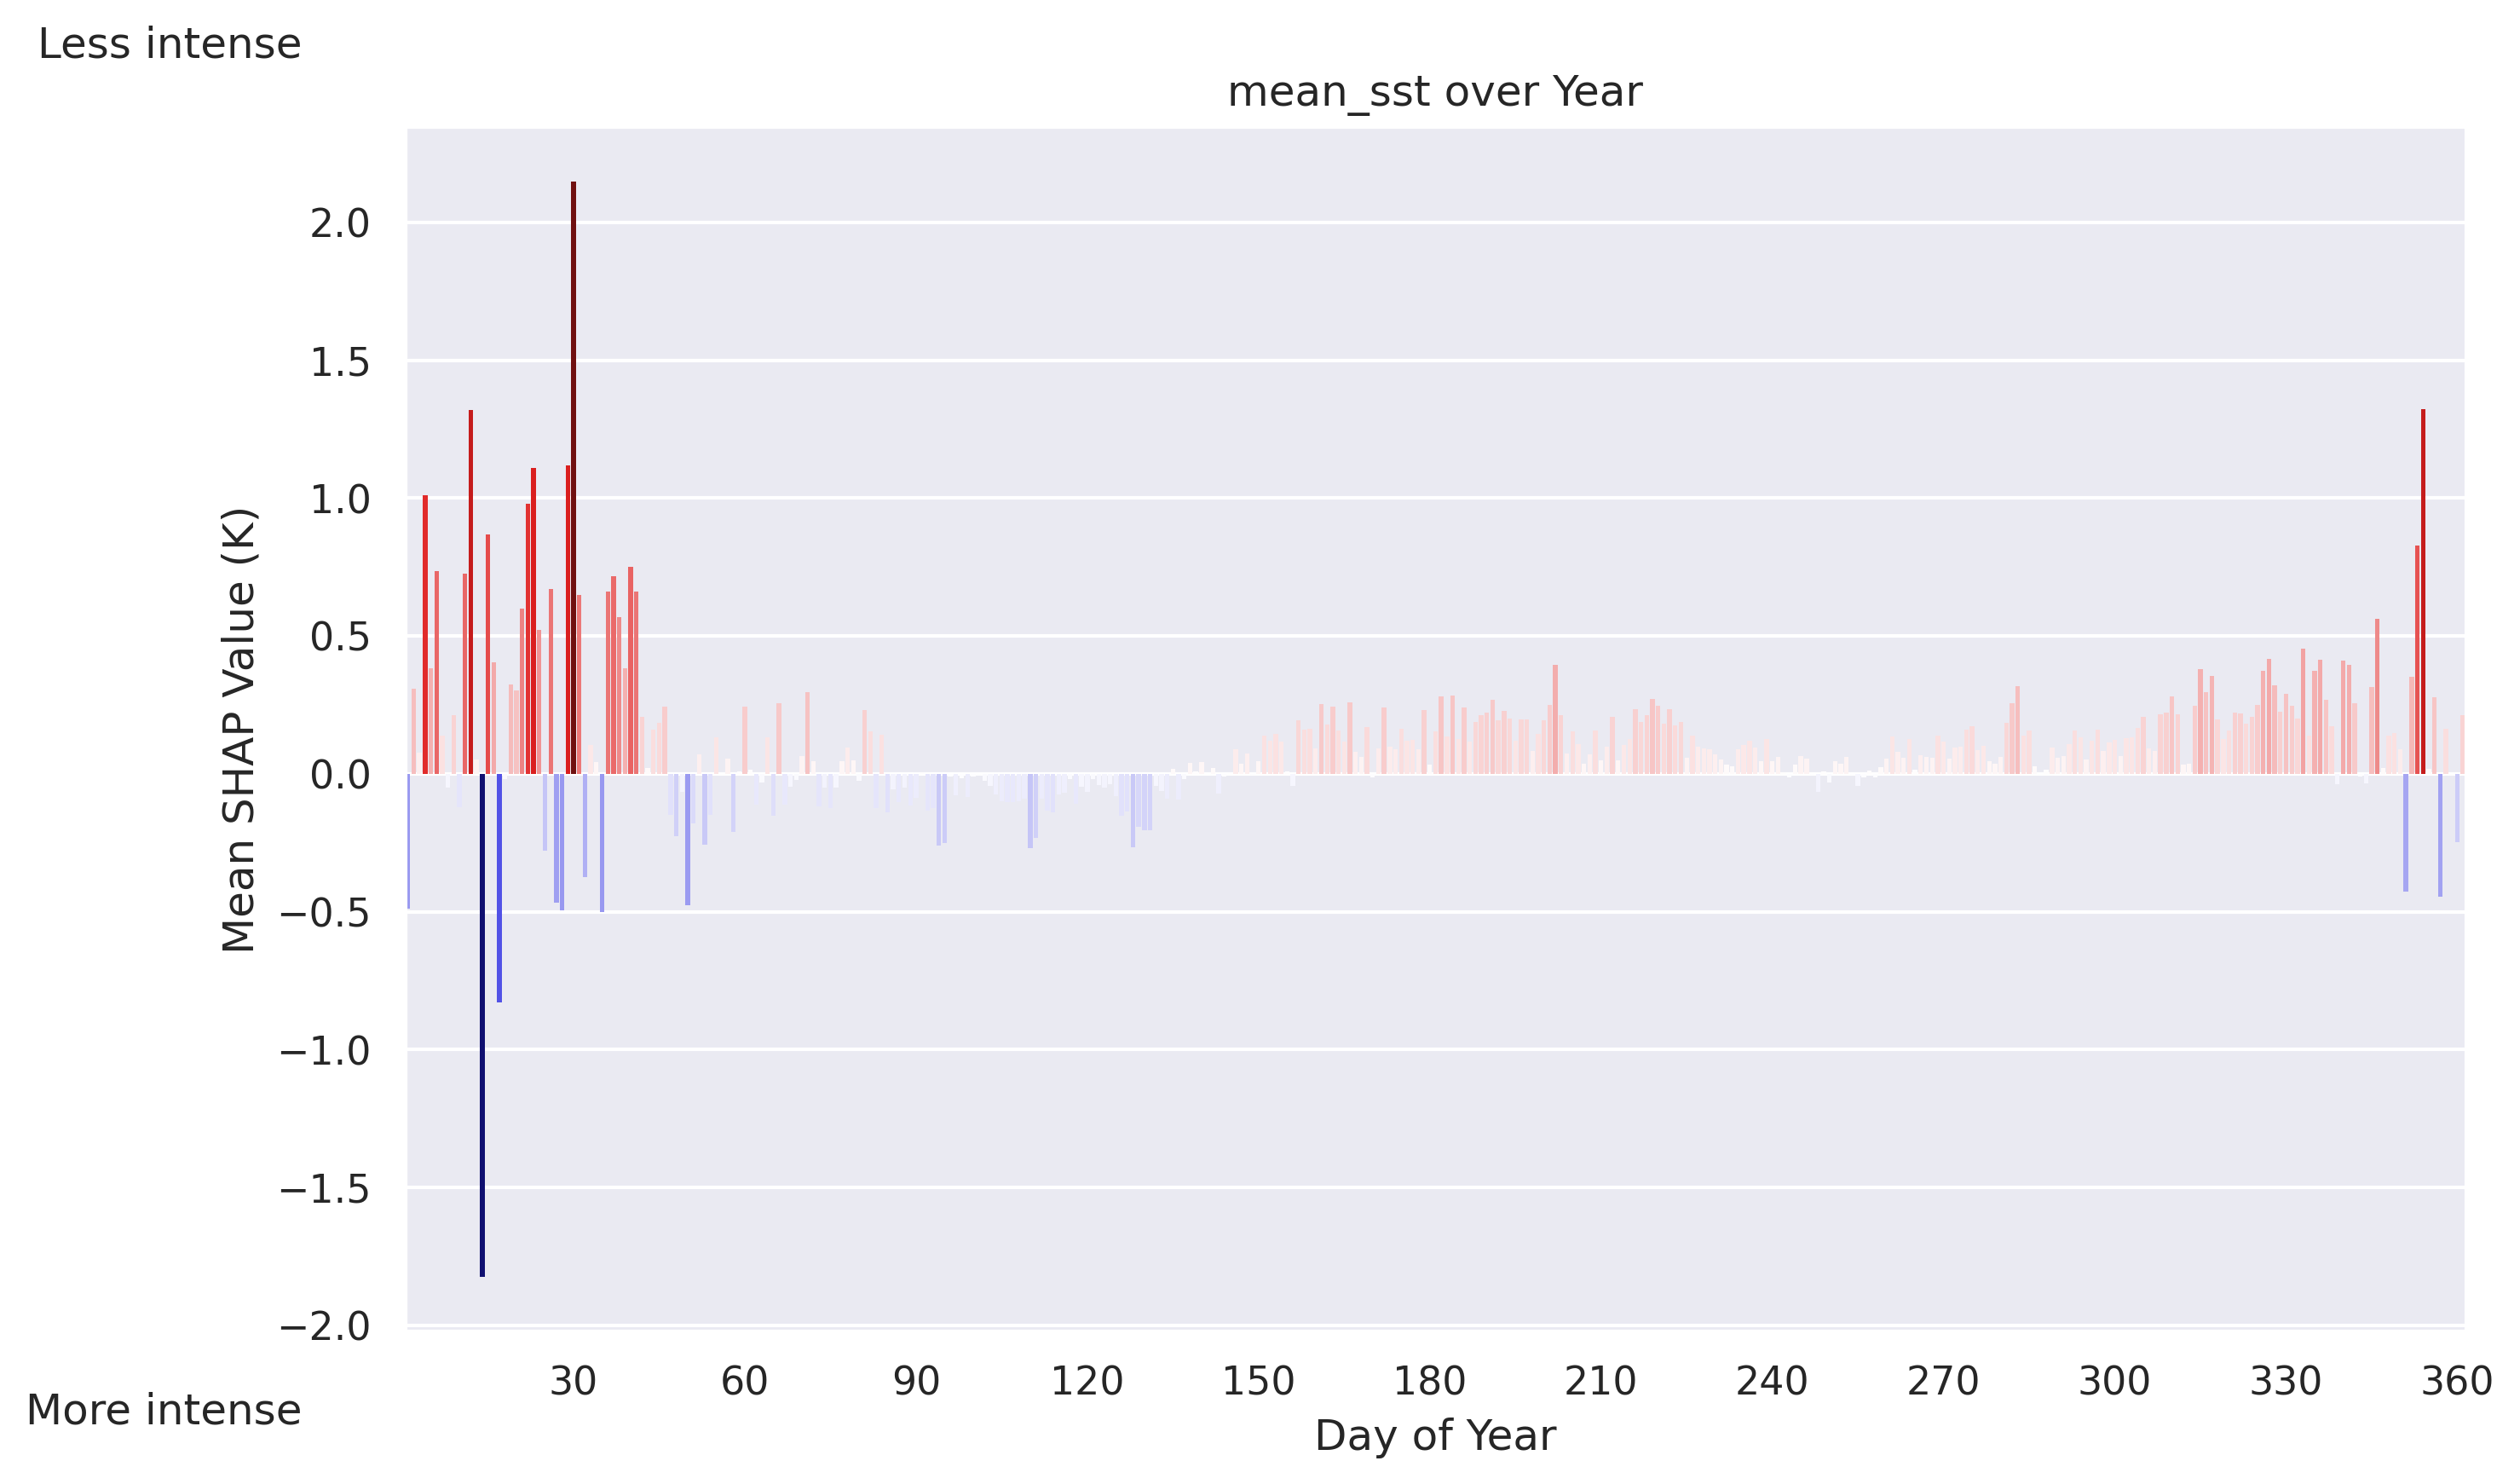 Less intense
mean_sst over Year
Mean SHAP Value (K)
2.0
1.5
1.0
0.5
0.0
−0.5
−1.0
−1.5
−2.0
30 60 90 120 150 180 210 240 270 300 330 360
More intense
Day of Year